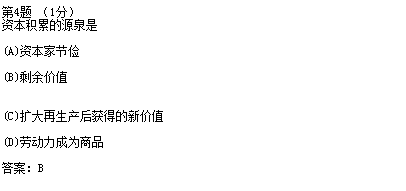 第4题 （1分）
资本积累的源泉是
(A)资本家节俭
(B)剩余价值
(C)扩大再生产后获得的新价值
(D)劳动力成为商品
答案：B